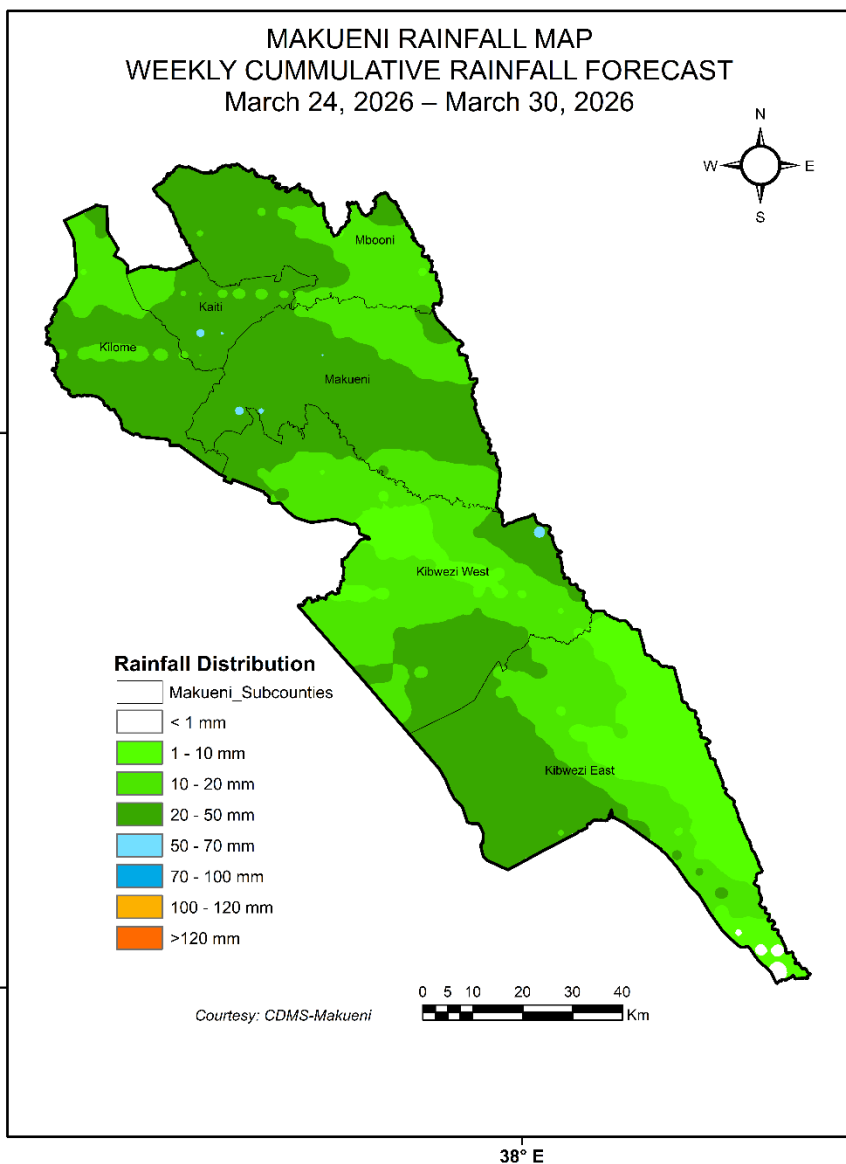 MAKUENI RAINFALL MAP
WEEKLY CUMMULATIVE RAINFALL FORECAST
March 24, 2026 – March 30, 2026
N
W
E
S
Mbooni
Kaiti
Kilome
Makueni
Kibwezi West
Kibwezi East
Rainfall Distribution
Makueni_Subcounties
< 1 mm
1 - 10 mm
10 - 20 mm
20 - 50 mm
50 - 70 mm
70 - 100 mm
100 - 120 mm
>120 mm
Courtesy: CDMS-Makueni
0 5 10 20 30 40
Km
38° E